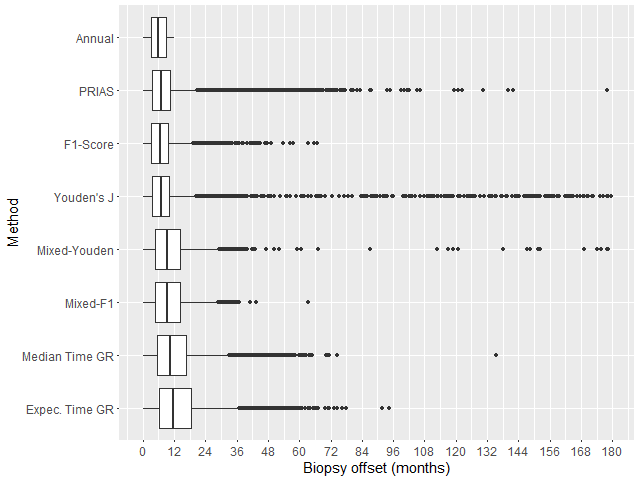 Annual
PRIAS
F1-Score
Youden's J
Mixed-Youden
Mixed-F1
Median Time GR
Expec. Time GR
Method
0 12 24 36 48 60 72 84 96 108 120 132 144 156 168 180
Biopsy offset (months)